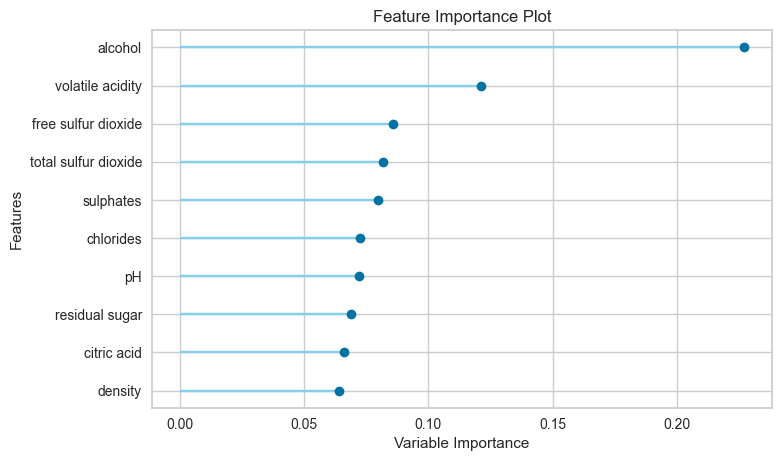 Feature Importance Plot
alcohol
volatile acidity
free sulfur dioxide
total sulfur dioxide
sulphates
chlorides
pH
residual sugar
citric acid
density
Features
0.00 0.05 0.10 0.15 0.20
Variable Importance